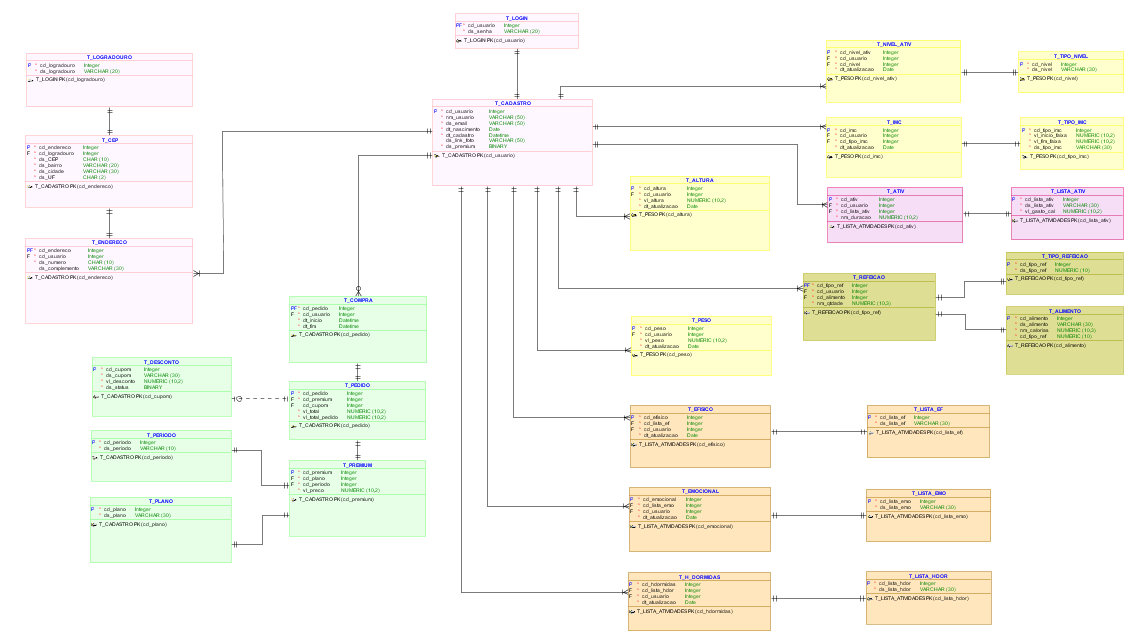 T_LOGIN
PF* cd_usuario Integer
* ds_senha VARCHAR (20)
T_LOGIN PK (cd_usuario)
T_LOGRADOURO
P * cd_logradouro Integer
* ds_logradouro VARCHAR (20)
T_LOGIN PK (cd_logradouro)
T_CEP
P * cd_endereco Integer
F * cd_logradouro Integer
* ds_CEP CHAR (10)
* ds_bairro VARCHAR (20)
* ds_cidade VARCHAR (30)
* ds_UF CHAR (2)
T_CADASTRO PK (cd_endereco)
T_ENDERECO
PF* cd_endereco Integer
F * cd_usuario Integer
* ds_numero CHAR (10)
ds_complemento VARCHAR (30)
T_CADASTRO PK (cd_endereco)
T_CADASTRO
P * cd_usuario Integer
* nm_usuario VARCHAR (50)
* ds_email VARCHAR (50)
* dt_nascimento Date
* dt_cadastro Datetime
* ds_link_foto VARCHAR (50)
* ds_premium BINARY
T_CADASTRO PK (cd_usuario)
T_NIVEL_ATIV
P * cd_nivel_ativ Integer
F * cd_usuario Integer
F * cd_nivel Integer
* dt_atualizacao Date
T_PESO PK (cd_nivel_ativ)
T_TIPO_NIVEL
P * cd_nivel Integer
* ds_nivel VARCHAR (30)
T_PESO PK (cd_nivel)
T_IMC
P * cd_imc Integer
F * cd_usuario Integer
F * cd_tipo_imc Integer
* dt_atualizacao Date
T_PESO PK (cd_imc)
T_TIPO_IMC
P * cd_tipo_imc Integer
* vl_inicio_faixa NUMERIC (10,2)
* vl_fim_faixa NUMERIC (10,2)
* ds_tipo_imc VARCHAR (30)
T_PESO PK (cd_tipo_imc)
T_ALTURA
P * cd_altura Integer
F * cd_usuario Integer
* vl_altura NUMERIC (10,2)
* dt_atualizacao Date
T_PESO PK (cd_altura)
T_ATIV
P * cd_ativ Integer
F * cd_usuario Integer
F * cd_lista_ativ Integer
* nm_duracao NUMERIC (10,2)
T_LISTA_ATIVIDADES PK (cd_ativ)
T_LISTA_ATIV
P * cd_lista_ativ Integer
* ds_lista_ativ VARCHAR (30)
* vl_gasto_cal NUMERIC (10,2)
T_LISTA_ATIVIDADES PK (cd_lista_ativ)
T_REFEICAO
PF* cd_tipo_ref Integer
F * cd_usuario Integer
F * cd_alimento Integer
* nm_qtdade NUMERIC (10,3)
T_REFEICAO PK (cd_tipo_ref)
T_TIPO_REFEICAO
P * cd_tipo_ref Integer
* ds_tipo_ref NUMERIC (10)
T_REFEICAO PK (cd_tipo_ref)
T_ALIMENTO
P * cd_alimento Integer
* ds_alimento VARCHAR (30)
* nm_calorias NUMERIC (10,3)
* cd_tipo_ref NUMERIC (10)
T_REFEICAO PK (cd_alimento)
T_COMPRA
PF* cd_pedido Integer
F * cd_usuario Integer
* dt_inicio Datetime
* dt_fim Datetime
T_CADASTRO PK (cd_pedido)
T_PESO
P * cd_peso Integer
F * cd_usuario Integer
* vl_peso NUMERIC (10,2)
* dt_atualizacao Date
T_PESO PK (cd_peso)
T_DESCONTO
P * cd_cupom Integer
* ds_cupom VARCHAR (30)
* vl_desconto NUMERIC (10,2)
* ds_status BINARY
T_CADASTRO PK (cd_cupom)
T_PEDIDO
P * cd_pedido Integer
F * cd_premium Integer
F cd_cupom Integer
* vl_total NUMERIC (10,2)
* vl_total_pedido NUMERIC (10,2)
T_CADASTRO PK (cd_pedido)
T_PERIODO
P * cd_periodo Integer
* ds_periodo VARCHAR (10)
T_CADASTRO PK (cd_periodo)
T_PREMIUM
P * cd_premium Integer
F * cd_plano Integer
F * cd_periodo Integer
* vl_preco NUMERIC (10,2)
T_CADASTRO PK (cd_premium)
T_PLANO
P * cd_plano Integer
* ds_plano VARCHAR (30)
T_CADASTRO PK (cd_plano)
T_EFISICO
P * cd_efisico Integer
F * cd_lista_ef Integer
F * cd_usuario Integer
* dt_atualizacao Date
T_LISTA_ATIVIDADES PK (cd_efisico)
T_LISTA_EF
P * cd_lista_ef Integer
* ds_lista_ef VARCHAR (30)
T_LISTA_ATIVIDADES PK (cd_lista_ef)
T_EMOCIONAL
P * cd_emocional Integer
F * cd_lista_emo Integer
F * cd_usuario Integer
* dt_atualizacao Date
T_LISTA_ATIVIDADES PK (cd_emocional)
T_LISTA_EMO
P * cd_lista_emo Integer
* ds_lista_emo VARCHAR (30)
T_LISTA_ATIVIDADES PK (cd_lista_emo)
T_H_DORMIDAS
P * cd_hdormidas Integer
F * cd_lista_hdor Integer
F * cd_usuario Integer
* dt_atualizacao Date
T_LISTA_ATIVIDADES PK (cd_hdormidas)
T_LISTA_HDOR
P * cd_lista_hdor Integer
* ds_lista_hdor VARCHAR (30)
T_LISTA_ATIVIDADES PK (cd_lista_hdor)